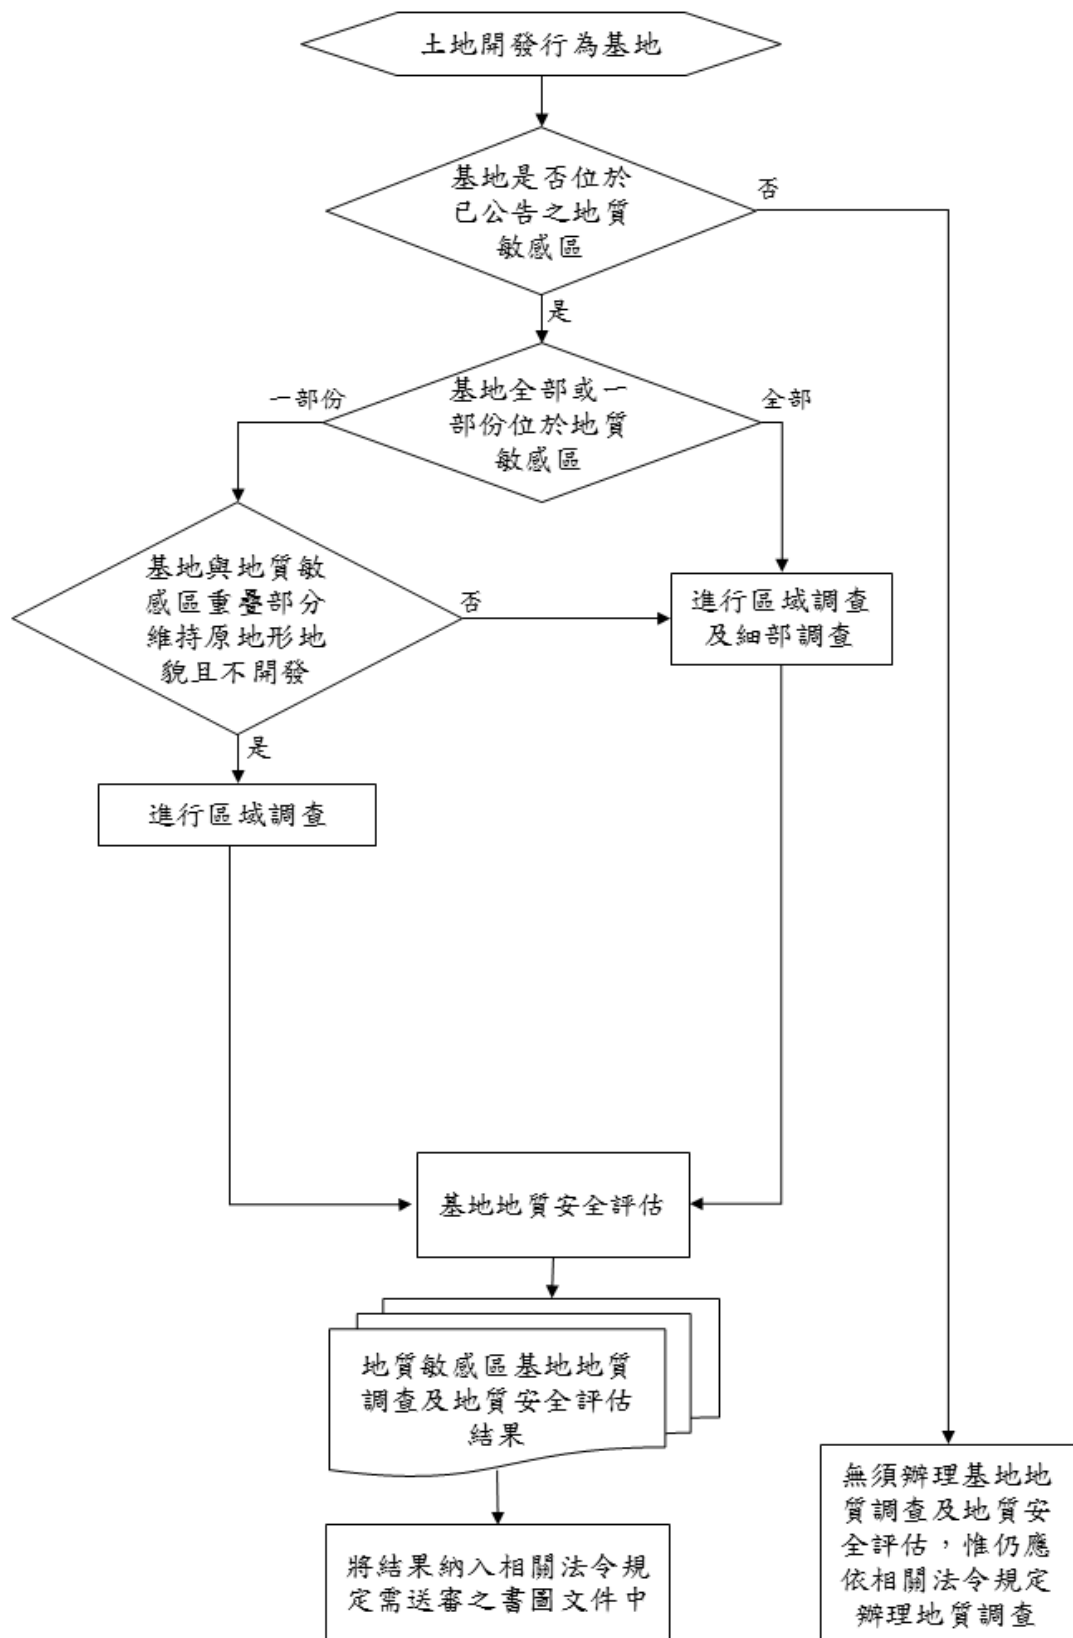 土地開發行為基地
基地是否位於
已公告之地質
敏感區
否
是
基地全部或一
部份位於地質
敏感區
一部份
全部
基地與地質敏
感區重疊部分
維持原地形地
貌且不開發
否
進行區域調查
及細部調查
是
進行區域調查
基地地質安全評估
地質敏感區基地地質
調查及地質安全評估
結果
將結果納入相關法令規
定需送審之書圖文件中
無須辦理基地地
質調查及地質安
全評估，惟仍應
依相關法令規定
辦理地質調查